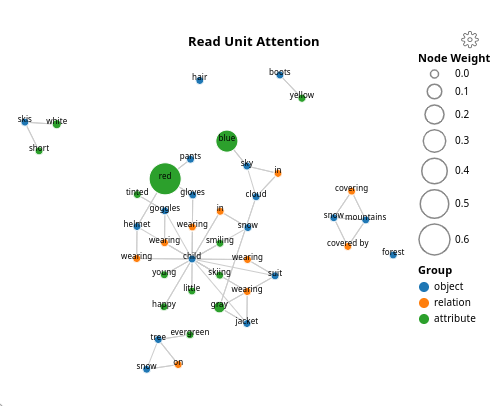 Read Unit Attention
Node Weight
0.0
0.1
0.2
0.3
0.4
0.5
0.6
Group
object
relation
attribute
hair
boots
yellow
skis
white
short
blue
pants
sky
in
red
tinted
gloves
cloud
covering
goggles
in
snow
mountains
helmet
wearing
snow
wearing
smiling
covered by
forest
wearing
child
wearing
young
skiing
suit
little
wearing
happy
gray
jacket
tree
evergreen
snow
on